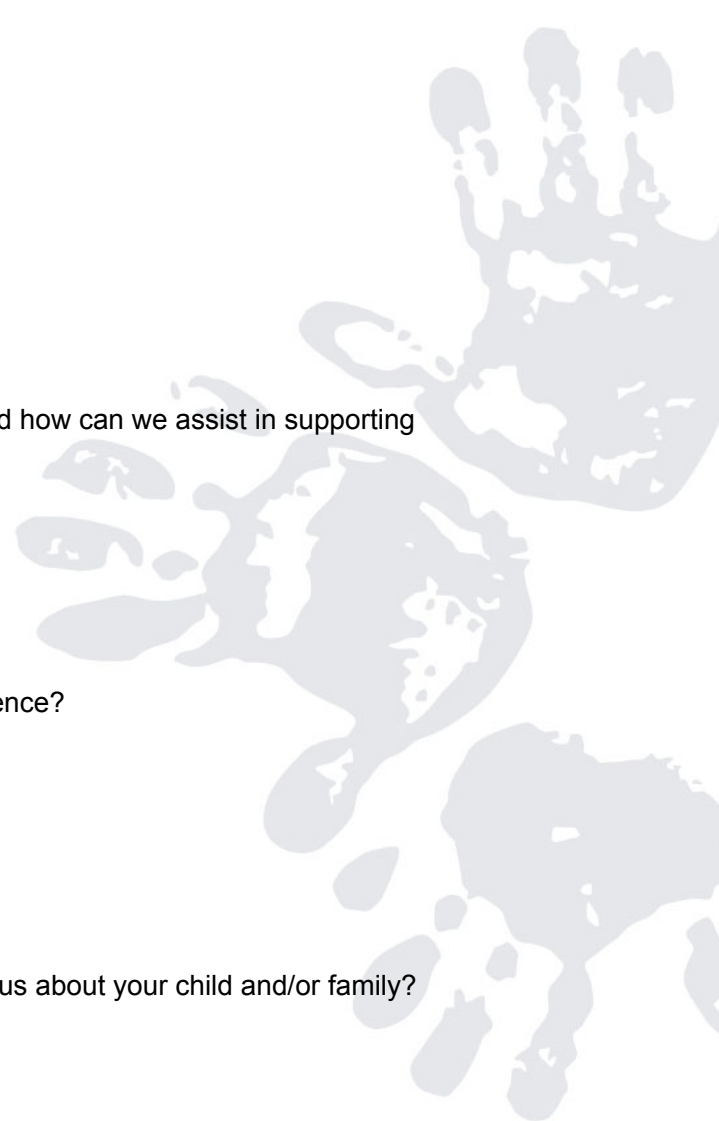 d how can we assist in supporting
ence?
us about your child and/or family?